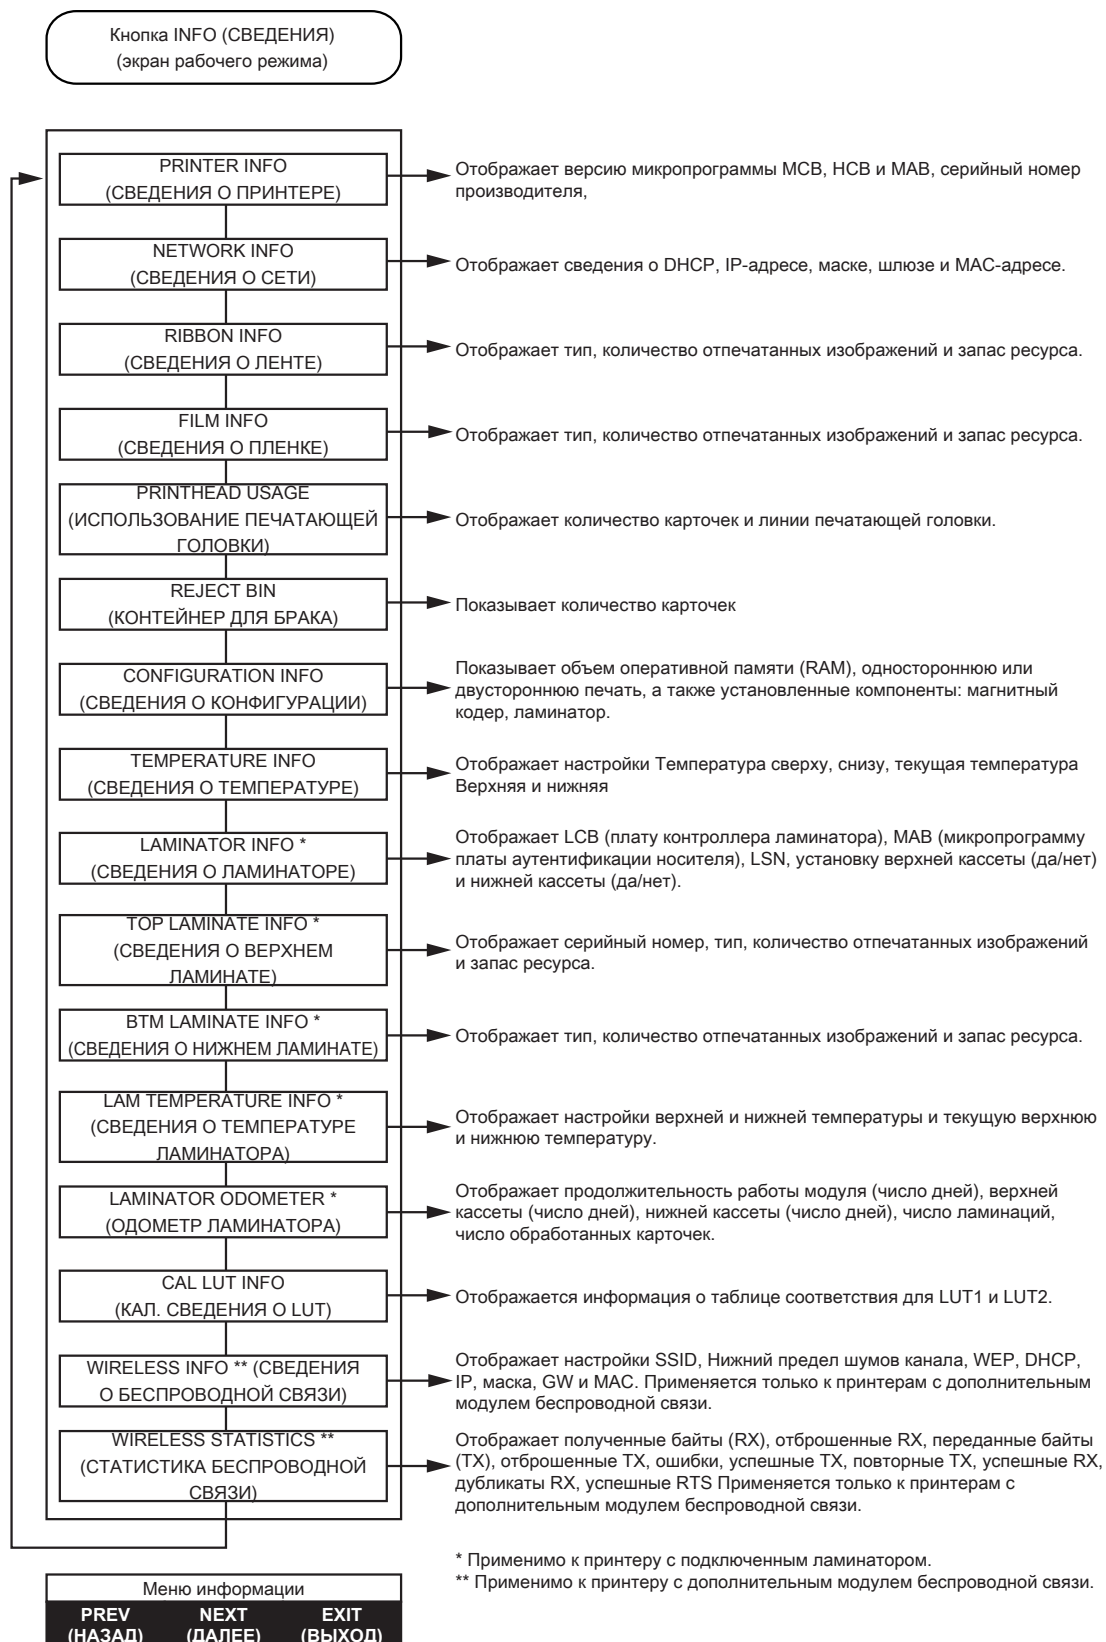 Кнопка INFO (СВЕДЕНИЯ)
(экран рабочего режима)
PRINTER INFO
(СВЕДЕНИЯ О ПРИНТЕРЕ)
Отображает версию микропрограммы MCB, HCB и MAB, серийный номер
производителя,
NETWORK INFO
(СВЕДЕНИЯ О СЕТИ)
Отображает сведения о DHCP, IP-адресе, маске, шлюзе и MAC-адресе.
RIBBON INFO
(СВЕДЕНИЯ О ЛЕНТЕ)
Отображает тип, количество отпечатанных изображений и запас ресурса.
FILM INFO
(СВЕДЕНИЯ О ПЛЕНКЕ)
Отображает тип, количество отпечатанных изображений и запас ресурса.
PRINTHEAD USAGE
(ИСПОЛЬЗОВАНИЕ ПЕЧАТАЮЩЕЙ
ГОЛОВКИ)
Отображает количество карточек и линии печатающей головки.
REJECT BIN
(КОНТЕЙНЕР ДЛЯ БРАКА)
Показывает количество карточек
CONFIGURATION INFO
(СВЕДЕНИЯ О КОНФИГУРАЦИИ)
Показывает объем оперативной памяти (RAM), одностороннюю или
двустороннюю печать, а также установленные компоненты: магнитный
кодер, ламинатор.
TEMPERATURE INFO
(СВЕДЕНИЯ О ТЕМПЕРАТУРЕ)
Отображает настройки Температура сверху, снизу, текущая температура
Верхняя и нижняя
LAMINATOR INFO *
(СВЕДЕНИЯ О ЛАМИНАТОРЕ)
Отображает LCB (плату контроллера ламинатора), MAB (микропрограмму
платы аутентификации носителя), LSN, установку верхней кассеты (да/нет)
и нижней кассеты (да/нет).
TOP LAMINATE INFO *
(СВЕДЕНИЯ О ВЕРХНЕМ
ЛАМИНАТЕ)
Отображает серийный номер, тип, количество отпечатанных изображений
и запас ресурса.
BTM LAMINATE INFO *
(СВЕДЕНИЯ О НИЖНЕМ ЛАМИНАТЕ)
Отображает тип, количество отпечатанных изображений и запас ресурса.
LAM TEMPERATURE INFO *
(СВЕДЕНИЯ О ТЕМПЕРАТУРЕ
ЛАМИНАТОРА)
Отображает настройки верхней и нижней температуры и текущую верхнюю
и нижнюю температуру.
LAMINATOR ODOMETER *
(ОДОМЕТР ЛАМИНАТОРА)
Отображает продолжительность работы модуля (число дней), верхней
кассеты (число дней), нижней кассеты (число дней), число ламинаций,
число обработанных карточек.
CAL LUT INFO
(КАЛ. СВЕДЕНИЯ О LUT)
Отображается информация о таблице соответствия для LUT1 и LUT2.
WIRELESS INFO ** (СВЕДЕНИЯ
О БЕСПРОВОДНОЙ СВЯЗИ)
Отображает настройки SSID, Нижний предел шумов канала, WEP, DHCP,
IP, маска, GW и MAC. Применяется только к принтерам с дополнительным
модулем беспроводной связи.
WIRELESS STATISTICS **
(СТАТИСТИКА БЕСПРОВОДНОЙ
СВЯЗИ)
Отображает полученные байты (RX), отброшенные RX, переданные байты
(TX), отброшенные TX, ошибки, успешные TX, повторные TX, успешные RX,
дубликаты RX, успешные RTS Применяется только к принтерам с
дополнительным модулем беспроводной связи.
* Применимо к принтеру с подключенным ламинатором.
** Применимо к принтеру с дополнительным модулем беспроводной связи.
Меню информации
PREV NEXT EXIT
(НАЗАД) (ДАЛЕЕ) (ВЫХОД)